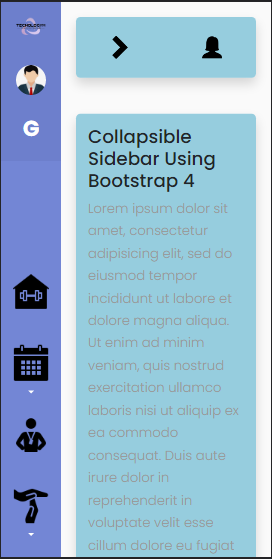 TECNOLOGYM
G
Collapsible
Sidebar Using
Bootstrap 4
Lorem ipsum dolor sit
amet, consectetur
adipisicing elit, sed do
eiusmod tempor
incididunt ut labore et
dolore magna aliqua.
Ut enim ad minim
veniam, quis nostrud
exercitation ullamco
laboris nisi ut aliquip ex
ea commodo
consequat. Duis aute
irure dolor in
reprehenderit in
voluptate velit esse
cillum dolore eu fugiat